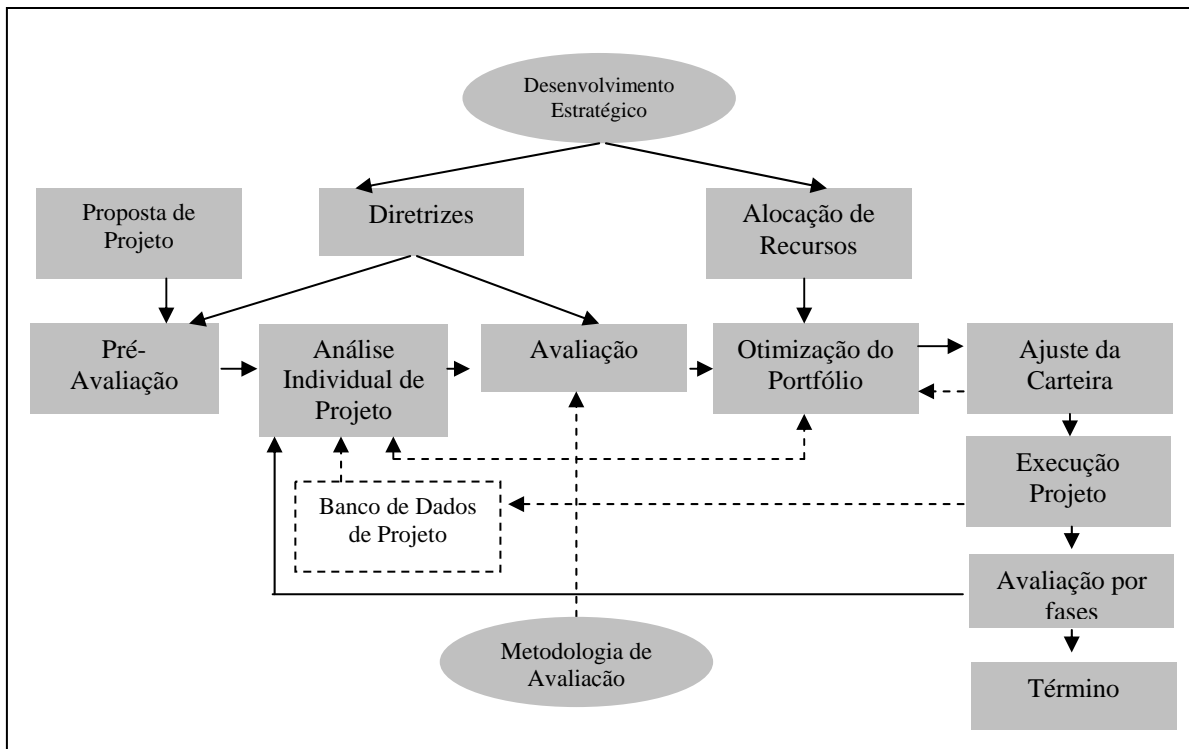 Desenvolvimento
Estratégico
Proposta de
Projeto
Diretrizes
Alocação de
Recursos
Pré-
Avaliação
Análise
Individual de
Projeto
Avaliação
Otimização do
Portfólio
Ajuste da
Carteira
Execução
Projeto
Banco de Dados
de Projeto
Avaliação por
fases
Metodologia de
Avaliação
Término